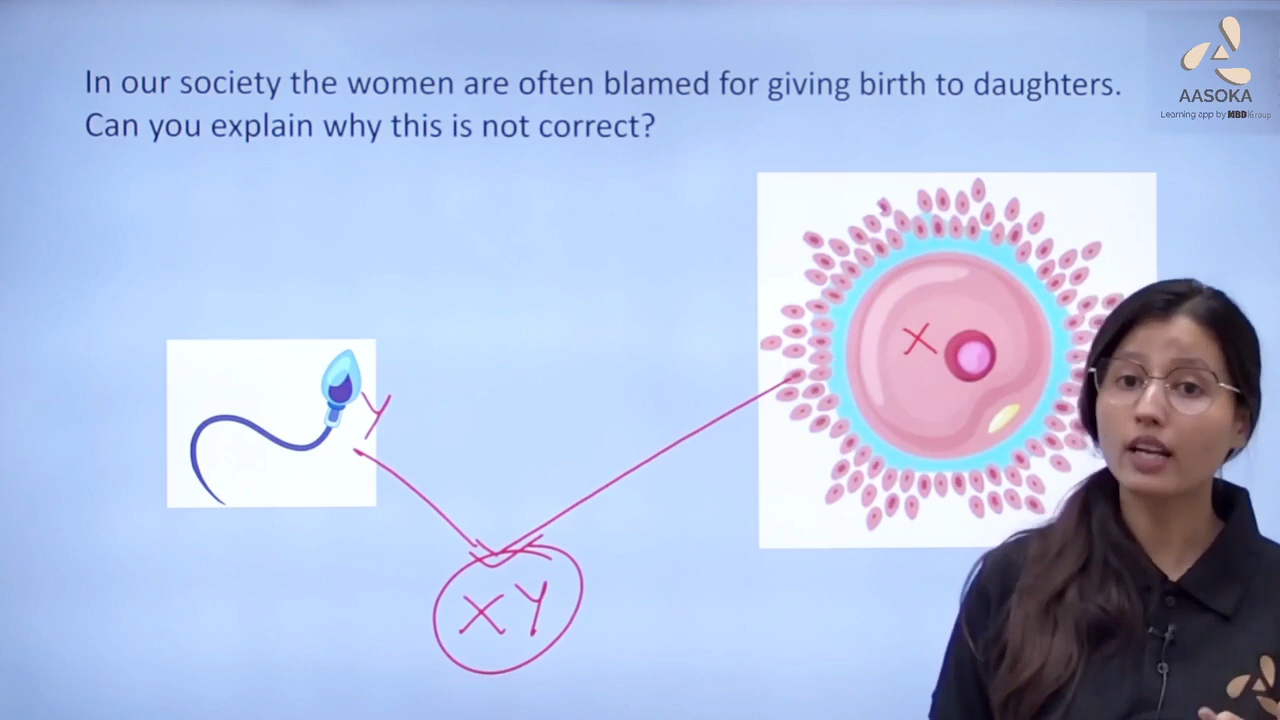 In our society the women are often blamed for giving birth to daughters.
Can you explain why this is not correct?
AASOKA
Learning app by MBD Group
X
Y
XY